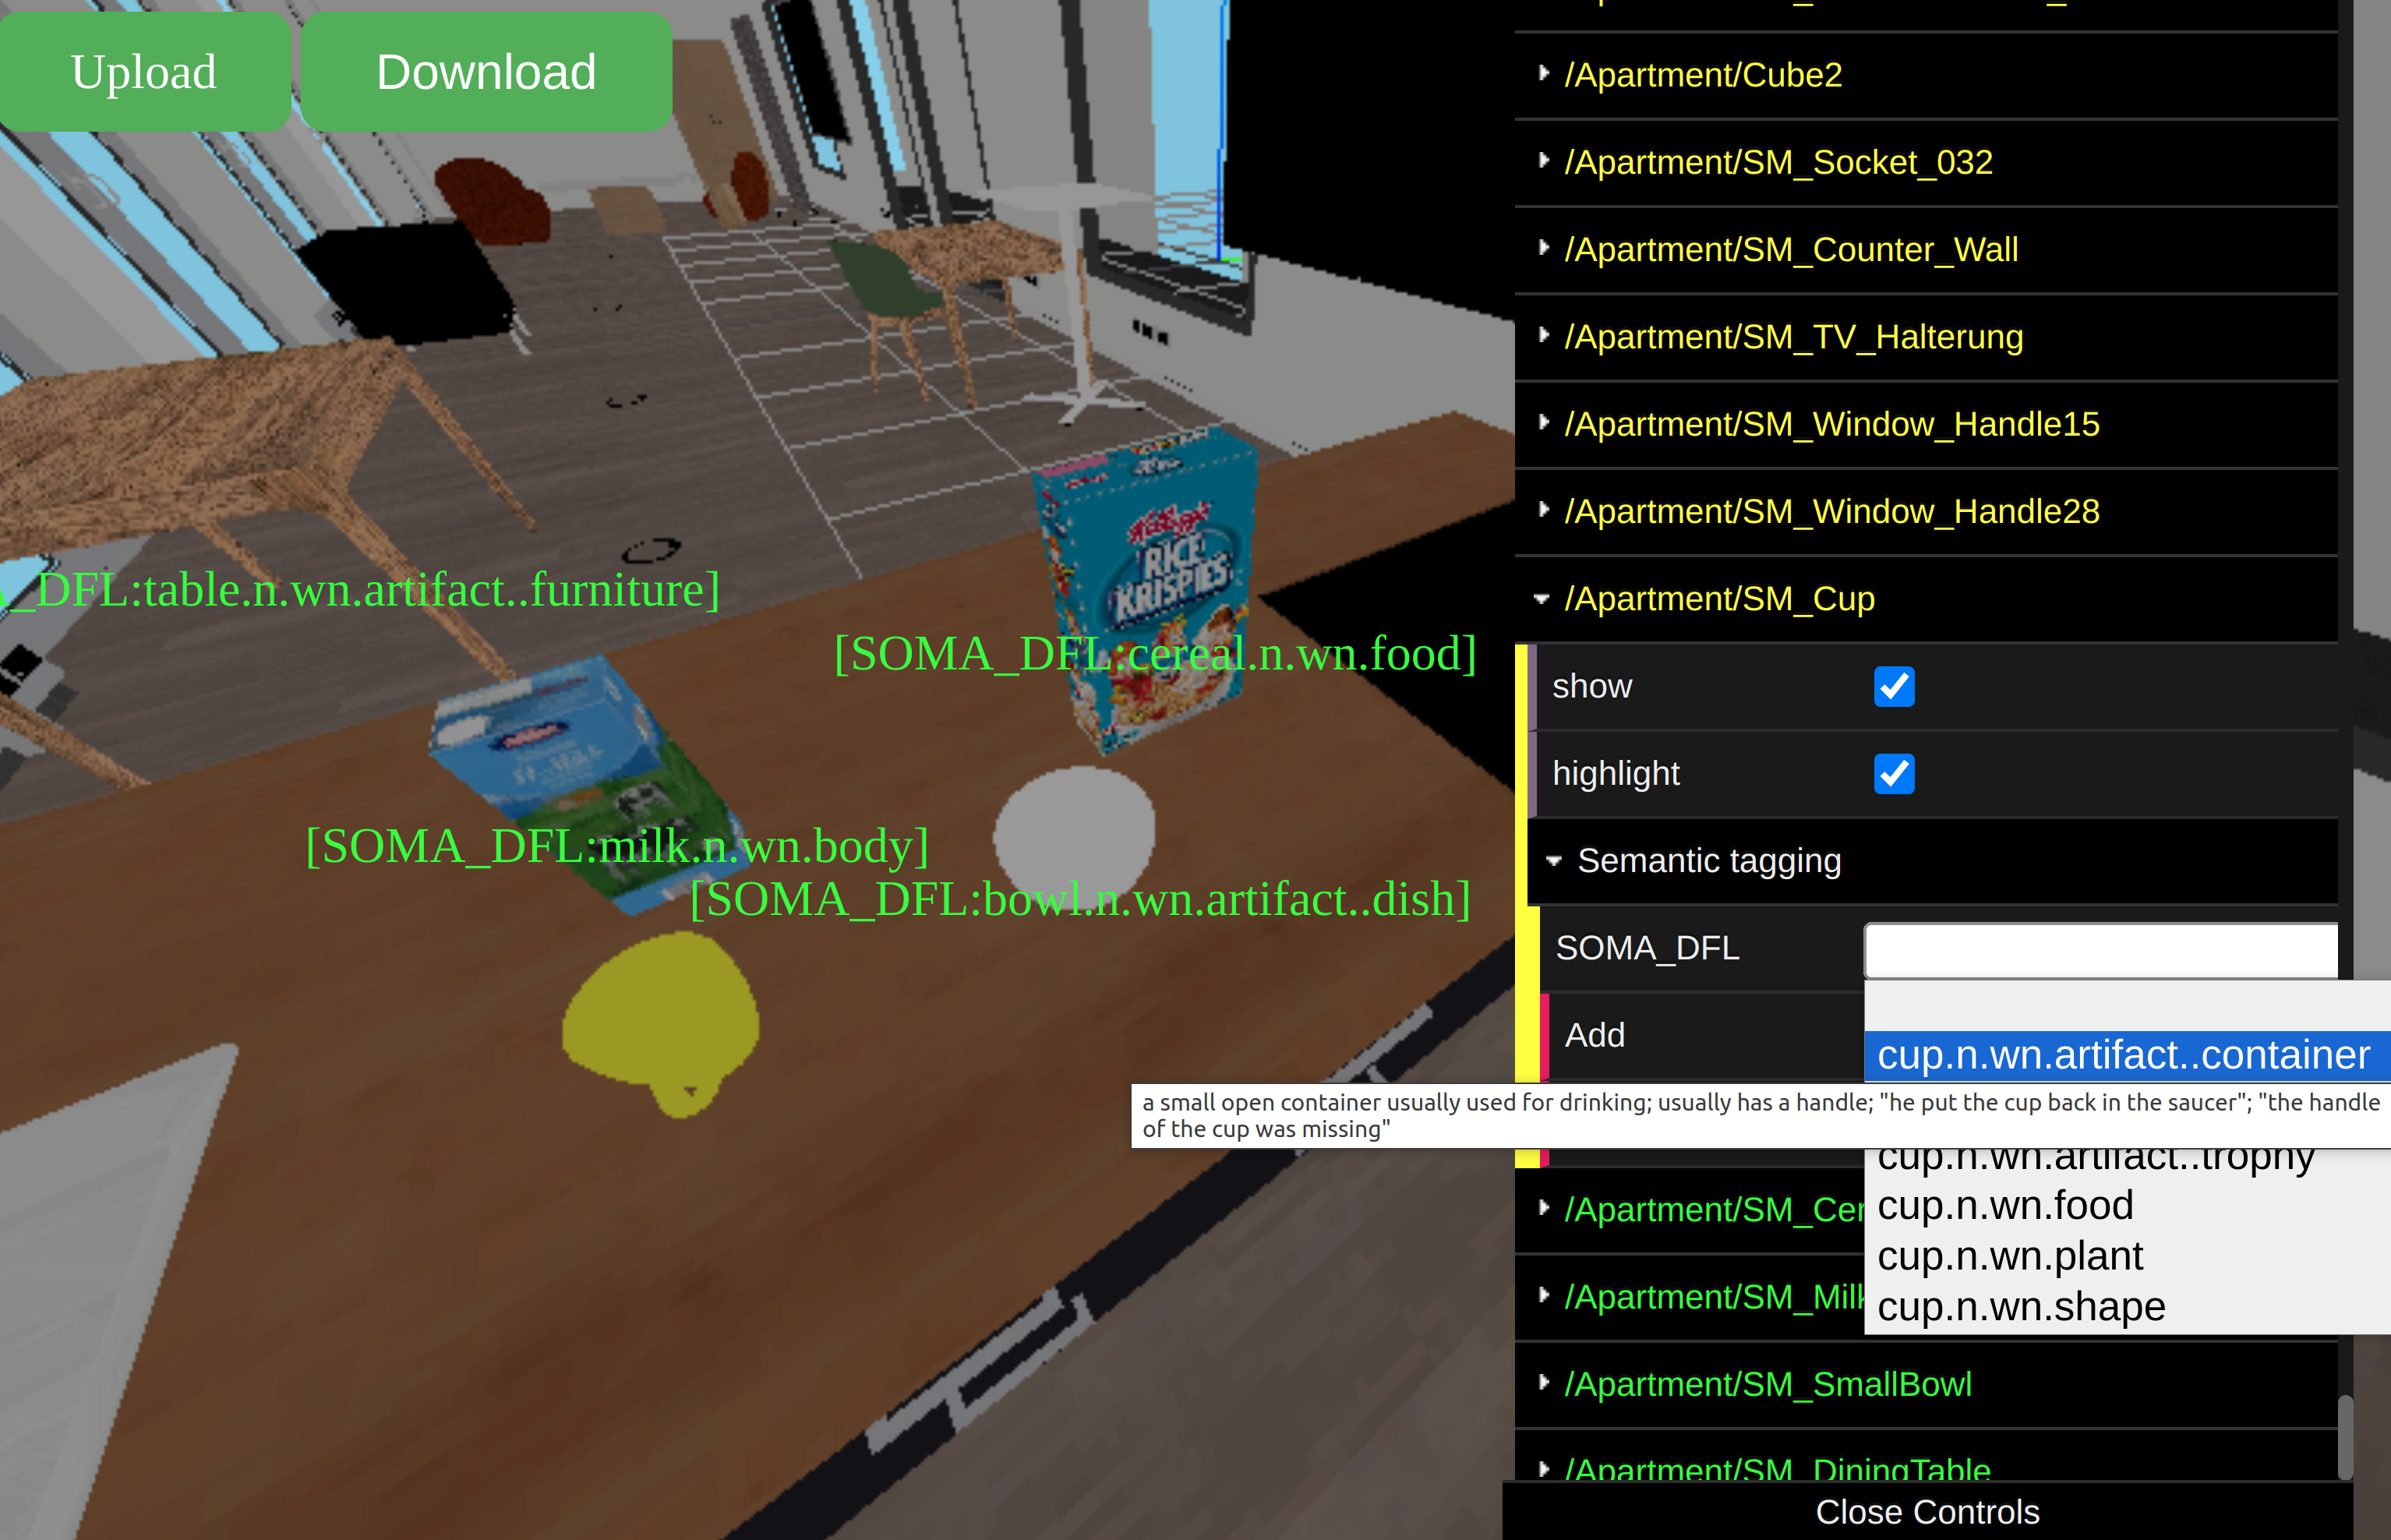 Upload
Download
/Apartment/Cube2
/Apartment/SM_Socket_032
/Apartment/SM_Counter_Wall
/Apartment/SM_TV_Halterung
/Apartment/SM_Window_Handle15
/Apartment/SM_Window_Handle28
/Apartment/SM_Cup
show
highlight
Semantic tagging
SOMA_DFL
cup.n.wn.artifact..container
Add
a small open container usually used for drinking; usually has a handle; "he put the cup back in the saucer"; "the handle
of the cup was missing"
cup.n.wn.artifact..trophy
cup.n.wn.food
cup.n.wn.plant
cup.n.wn.shape
/Apartment/SM_Cer
/Apartment/SM_Milk
/Apartment/SM_SmallBowl
/Apartment/SM_DiningTable
Close Controls
_DFL:table.n.wn.artifact..furniture]
Kellogg's
RICE
KRISPIES
[SOMA_DFL:cereal.n.wn.food]
[SOMA_DFL:milk.n.wn.body]
[SOMA_DFL:bowl.n.wn.artifact..dish]